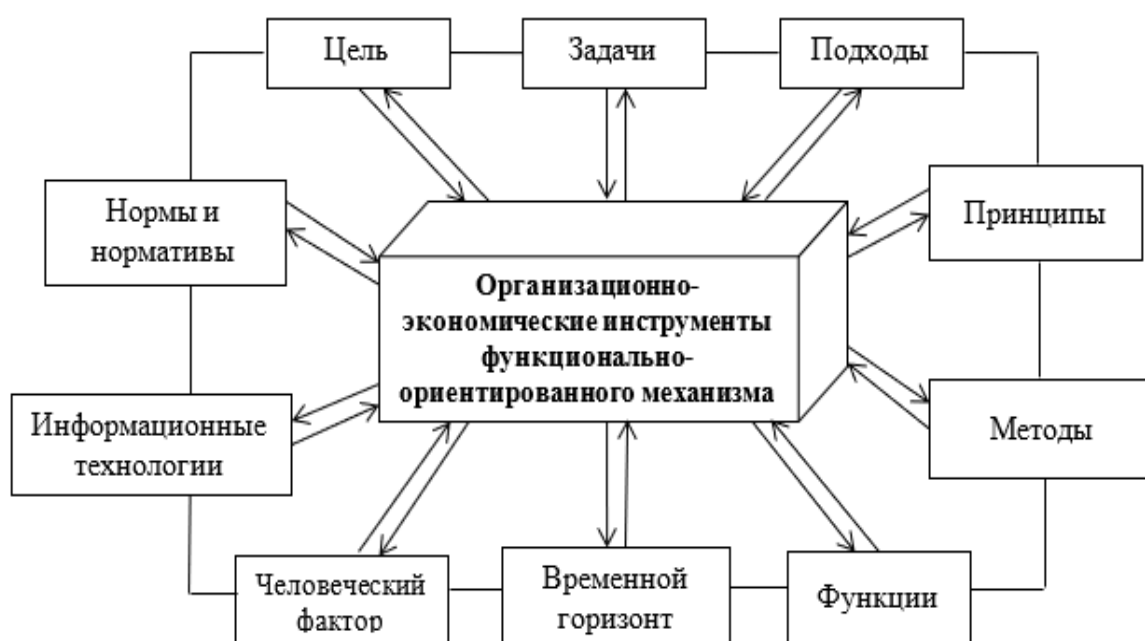 Цель
Задачи
Подходы
Нормы и
нормативы
Принципы
Организационно-
экономические инструменты
функционально-
ориентированного механизма
Информационные
технологии
Методы
Человеческий
фактор
Временной
горизонт
Функции